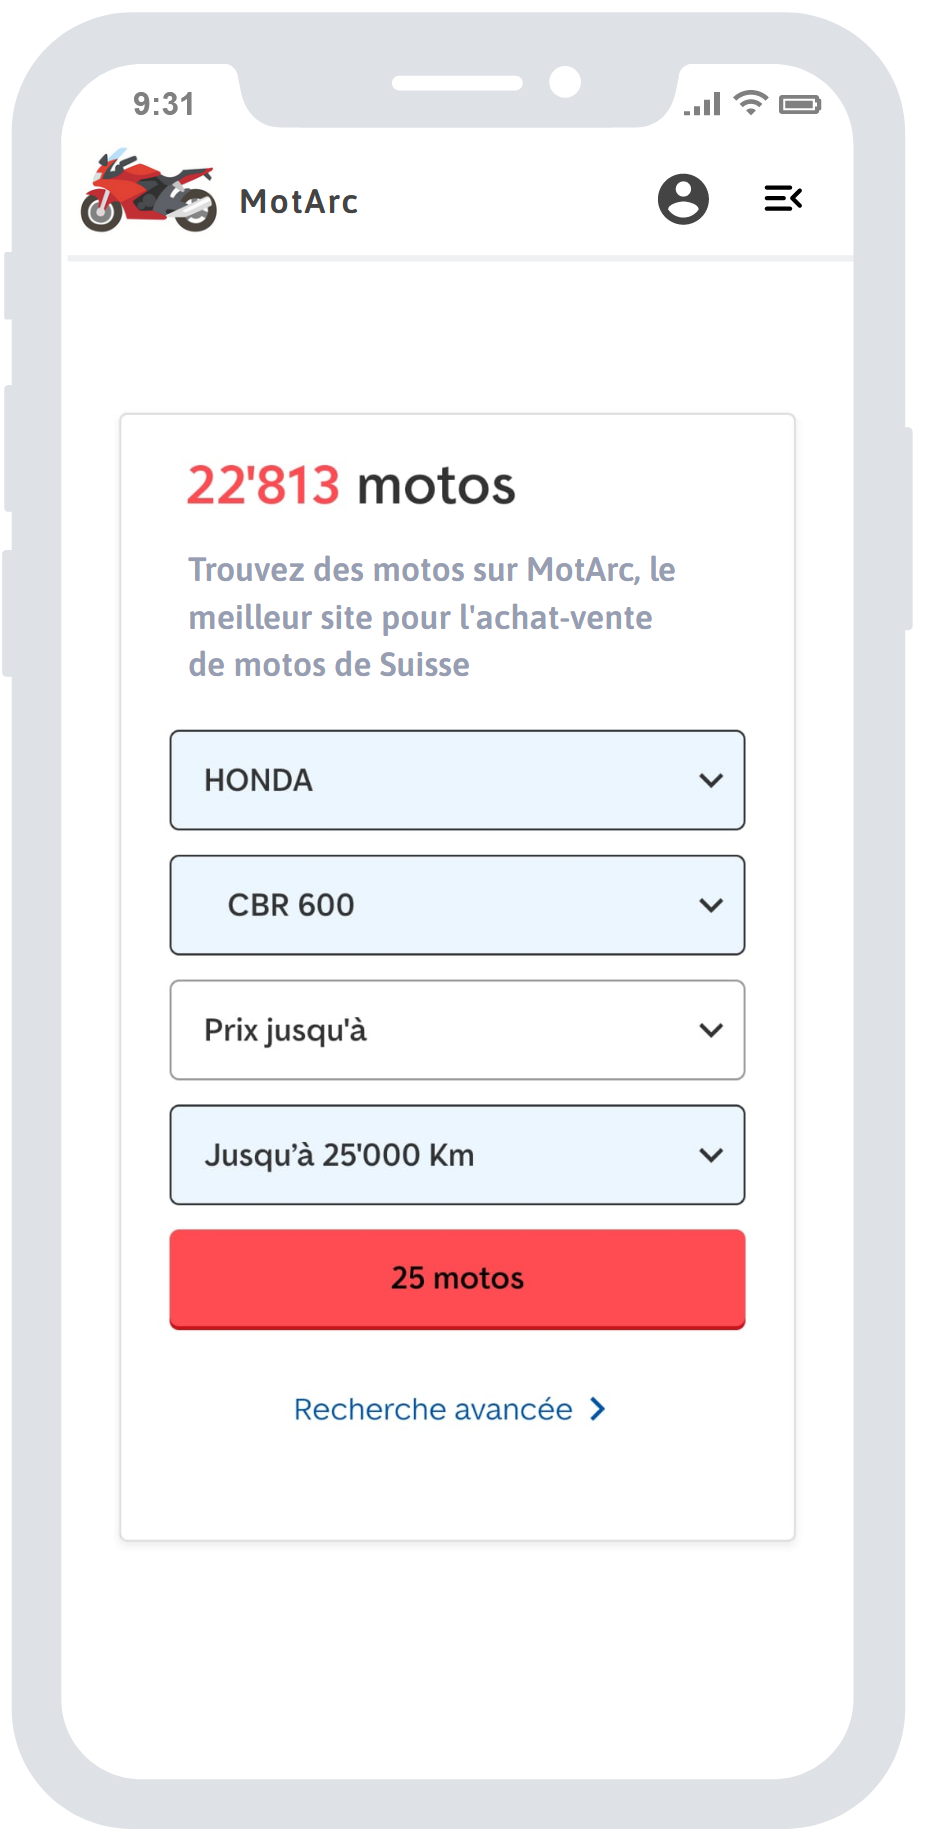 9:31
MotArc
22'813 motos
Trouvez des motos sur MotArc, le
meilleur site pour l'achat-vente
de motos de Suisse
HONDA
CBR 600
Prix jusqu'à
Jusqu’à 25'000 Km
25 motos
Recherche avancée